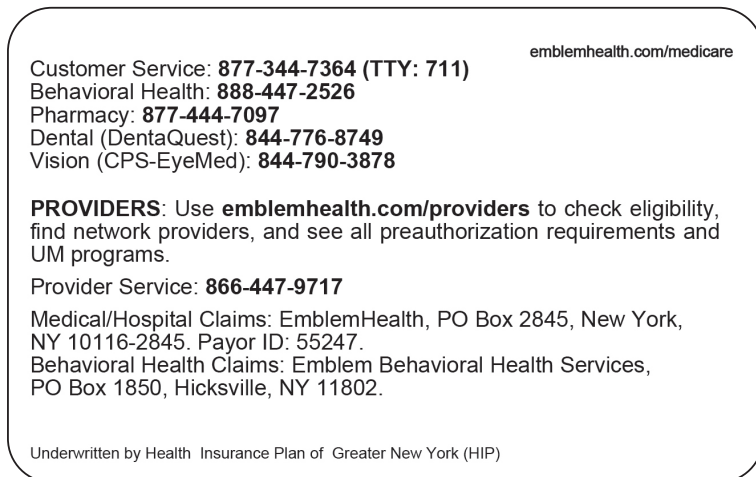 emblemhealth.com/medicare
Customer Service: 877-344-7364 (TTY: 711)
Behavioral Health: 888-447-2526
Pharmacy: 877-444-7097
Dental (DentaQuest): 844-776-8749
Vision (CPS-EyeMed): 844-790-3878
PROVIDERS: Use emblemhealth.com/providers to check eligibility,
find network providers, and see all preauthorization requirements and
UM programs.
Provider Service: 866-447-9717
Medical/Hospital Claims: EmblemHealth, PO Box 2845, New York,
NY 10116-2845. Payor ID: 55247.
Behavioral Health Claims: Emblem Behavioral Health Services,
PO Box 1850, Hicksville, NY 11802.
Underwritten by Health Insurance Plan of Greater New York (HIP)